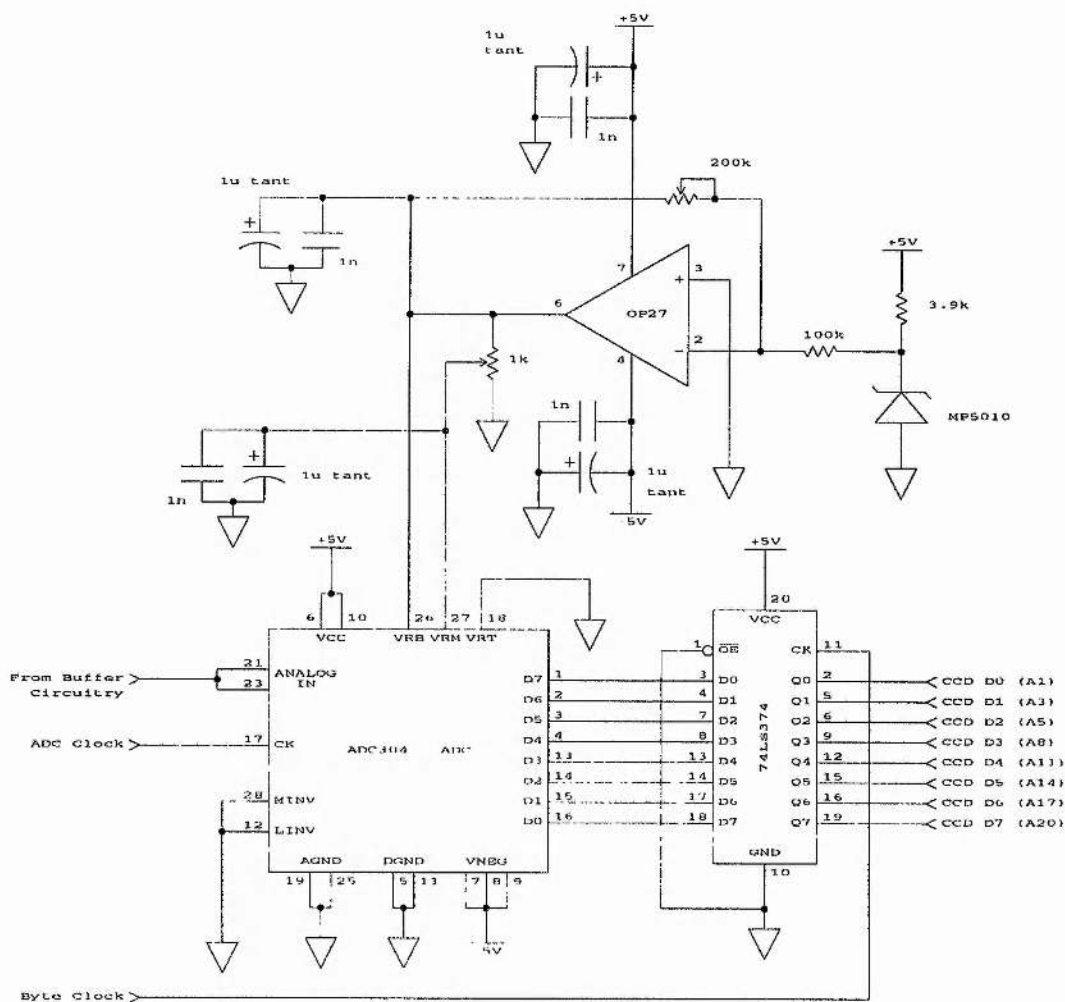 +5V
1u
tant
+
1n
200k
1u tant
+
1n
+5V
7
3
+
6
OP27
3.9k
100k
2
-
4
1k
MP5010
1n
+
1u
tant
-5V
+
1n
1u tant
+5V
+5V
6 10 26 27 18
VCC VRB VRM VRT
20
VCC
1
OE
CK
11
From Buffer
Circuitry
21
23
ANALOG
IN
D7 1 3 D0 Q0 2 CCD D0 (A1)
D6 2 4 D1 Q1 5 CCD D1 (A3)
D5 3 7 D2 Q2 6 CCD D2 (A5)
D4 4 8 D3 Q3 9 CCD D3 (A8)
D3 13 13 D4 Q4 12 CCD D4 (A11)
D2 14 14 D5 Q5 15 CCD D5 (A14)
D1 15 17 D6 Q6 16 CCD D6 (A17)
D0 16 18 D7 Q7 19 CCD D7 (A20)
ADC Clock
17
CK
ADC304 ADC
74LS374
28
MINV
12
LINV
AGND DGND VNEG
19 25 5 11 7 8 9
5V
GND
10
Byte Clock